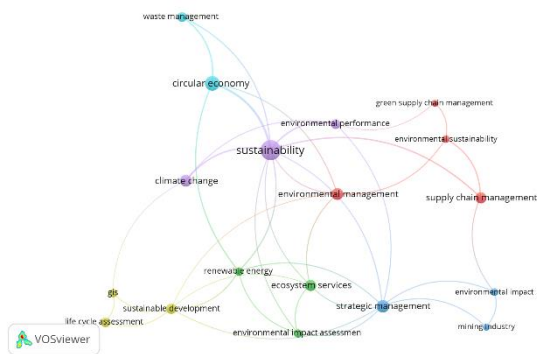 waste management
circular economy
green supply chain management
environmental performance
environmental sustainability
sustainability
climate change
environmental management
supply chain management
renewable energy
ecosystem services
gis
environmental impact
sustainable development
strategic management
life cycle assessment
mining industry
environmental impact assessmen
VOSviewer